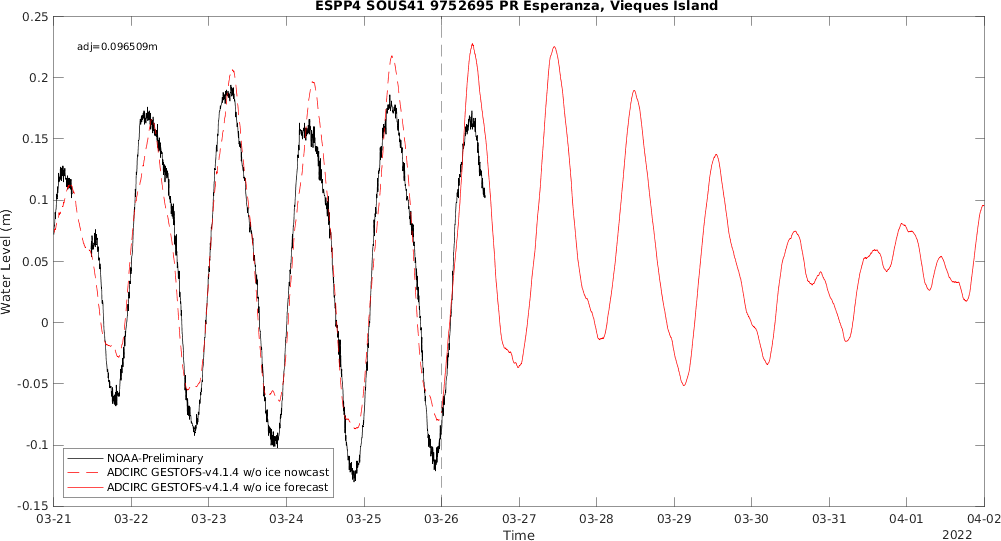 ESPP4 SOUS41 9752695 PR Esperanza, Vieques Island
adj=0.096509m
0.25
0.2
0.15
0.1
0.05
0
-0.05
-0.1
-0.15
Water Level (m)
NOAA-Preliminary
ADCIRC GESTOFS-v4.1.4 w/o ice nowcast
ADCIRC GESTOFS-v4.1.4 w/o ice forecast
03-21 03-22 03-23 03-24 03-25 03-26 03-27 03-28 03-29 03-30 03-31 04-01 04-02
Time
2022